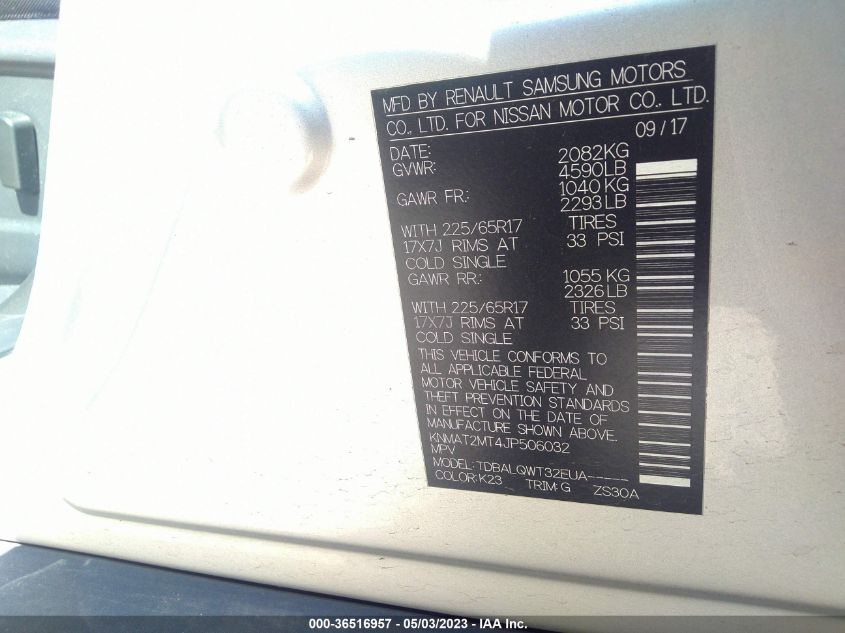 MFD BY RENAULT SAMSUNG MOTORS
CO., LTD. FOR NISSAN MOTOR CO., LTD.
09/17
DATE:
GVWR: 2082KG
4590LB
GAWR FR.: 1040KG
2293LB
WITH 225/65R17 TIRES
17X7J RIMS AT 33 PSI
COLD SINGLE
GAWR RR.: 1055KG
2326LB
WITH 225/65R17 TIRES
17X7J RIMS AT 33 PSI
COLD SINGLE
THIS VEHICLE CONFORMS TO
ALL APPLICABLE FEDERAL
MOTOR VEHICLE SAFETY AND
THEFT PREVENTION STANDARDS
IN EFFECT ON THE DATE OF
MANUFACTURE SHOWN ABOVE.
KNMAT2MT4JP506032
MPV
MODEL: TDBALQWT32EUA-----
COLOR:K23 TRIM:G ZS30A
000-36516957 - 05/03/2023 - IAA Inc.